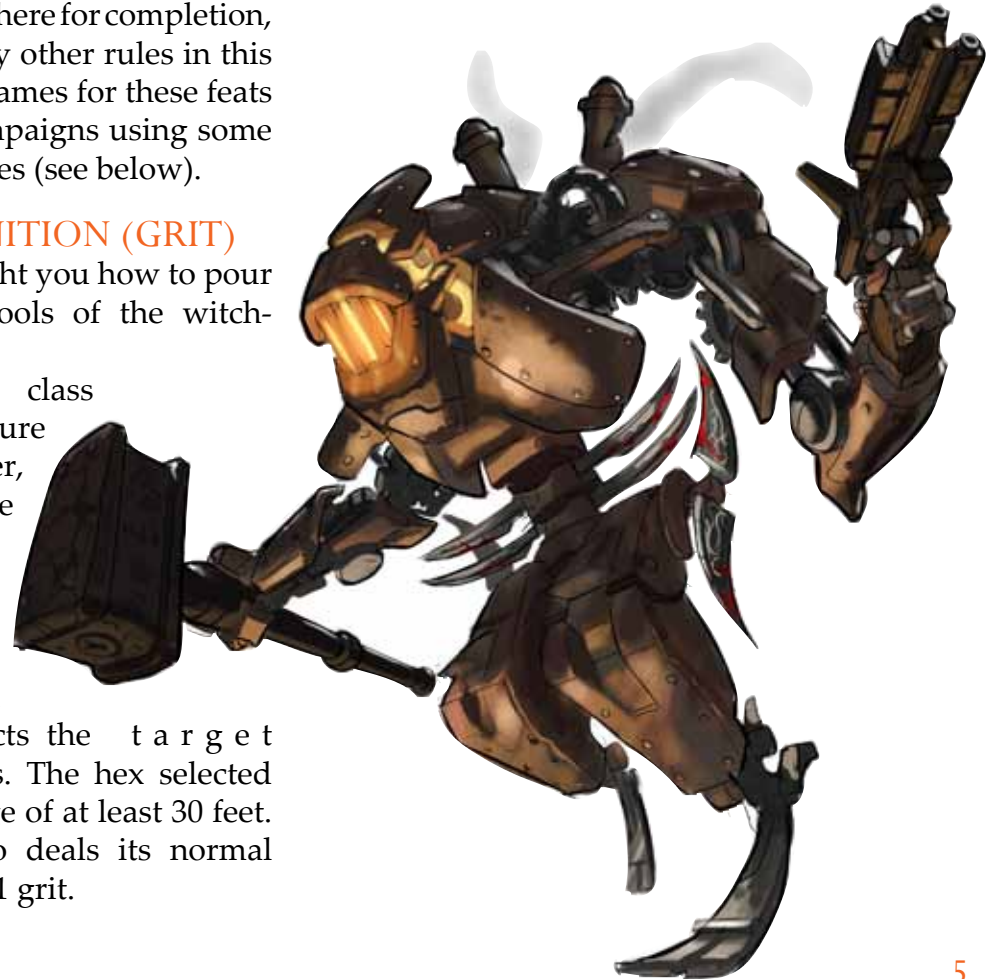 here for completion,
y other rules in this
ames for these feats
mpaigns using some
es (see below).
NITION (GRIT)
ght you how to pour
ools of the witch-
class
ure
er,
e
cts the t a r g e t
s. The hex selected
e of at least 30 feet.
o deals its normal
1 grit.
5